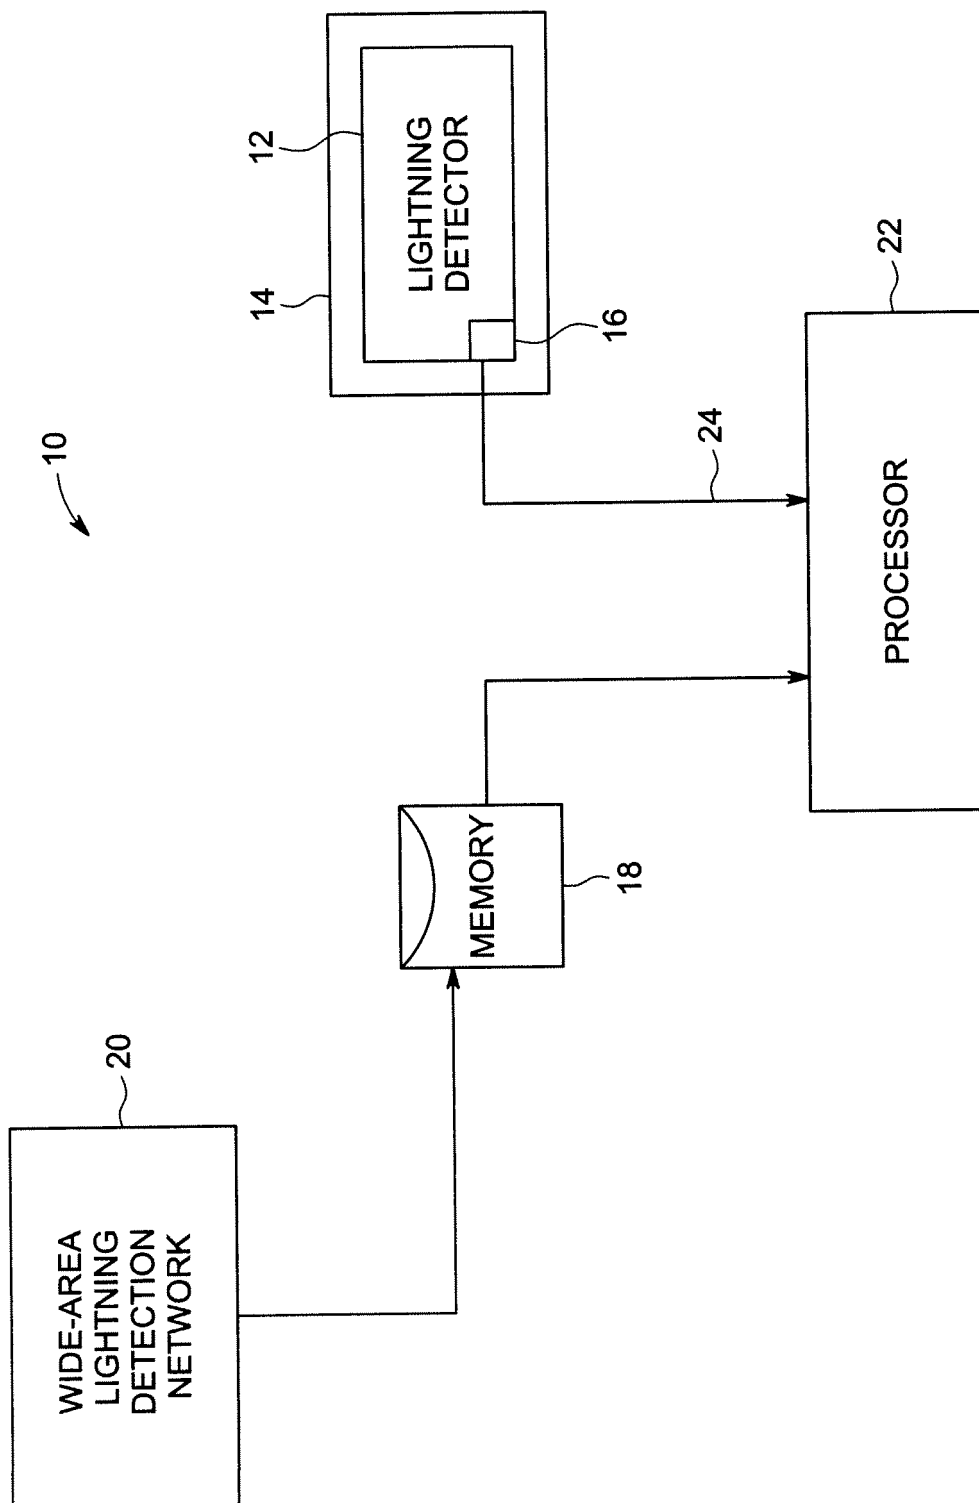 10
WIDE-AREA
LIGHTNING
DETECTION
NETWORK
20
MEMORY
18
14
12
LIGHTNING
DETECTOR
16
24
PROCESSOR
22